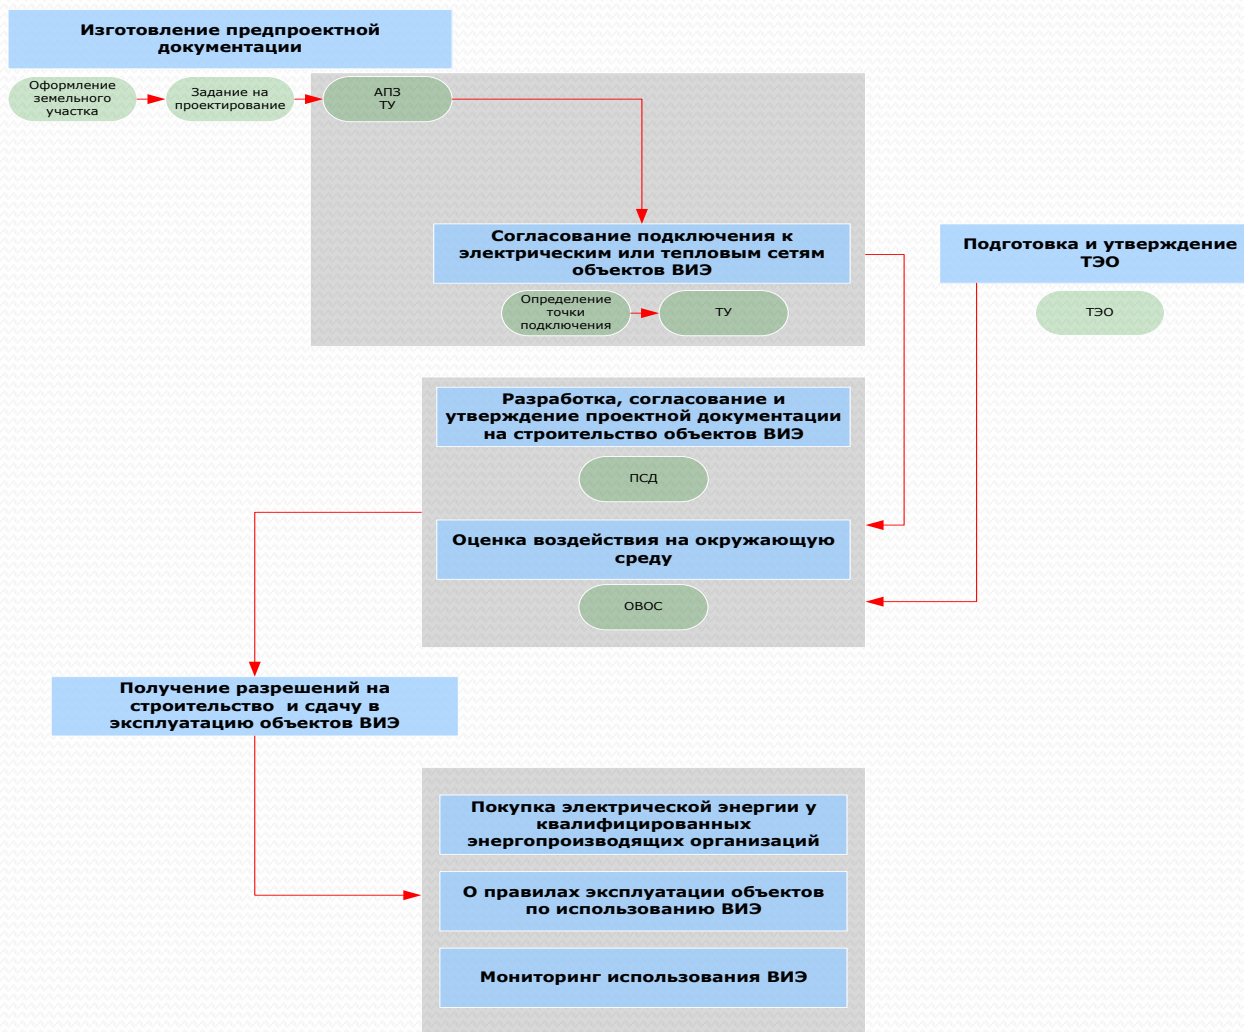 Изготовление предпроектной
документации
Оформление
земельного
участка
Задание на
проектирование
АПЗ
ТУ
Согласование подключения к
электрическим или тепловым сетям
объектов ВИЭ
Определение
точки
подключения
ТУ
Подготовка и утверждение
ТЭО
ТЭО
Разработка, согласование и
утверждение проектной документации
на строительство объектов ВИЭ
ПСД
Оценка воздействия на окружающую
среду
ОВОС
Получение разрешений на
строительство и сдачу в
эксплуатацию объектов ВИЭ
Покупка электрической энергии у
квалифицированных
энергопроизводящих организаций
О правилах эксплуатации объектов
по использованию ВИЭ
Мониторинг использования ВИЭ